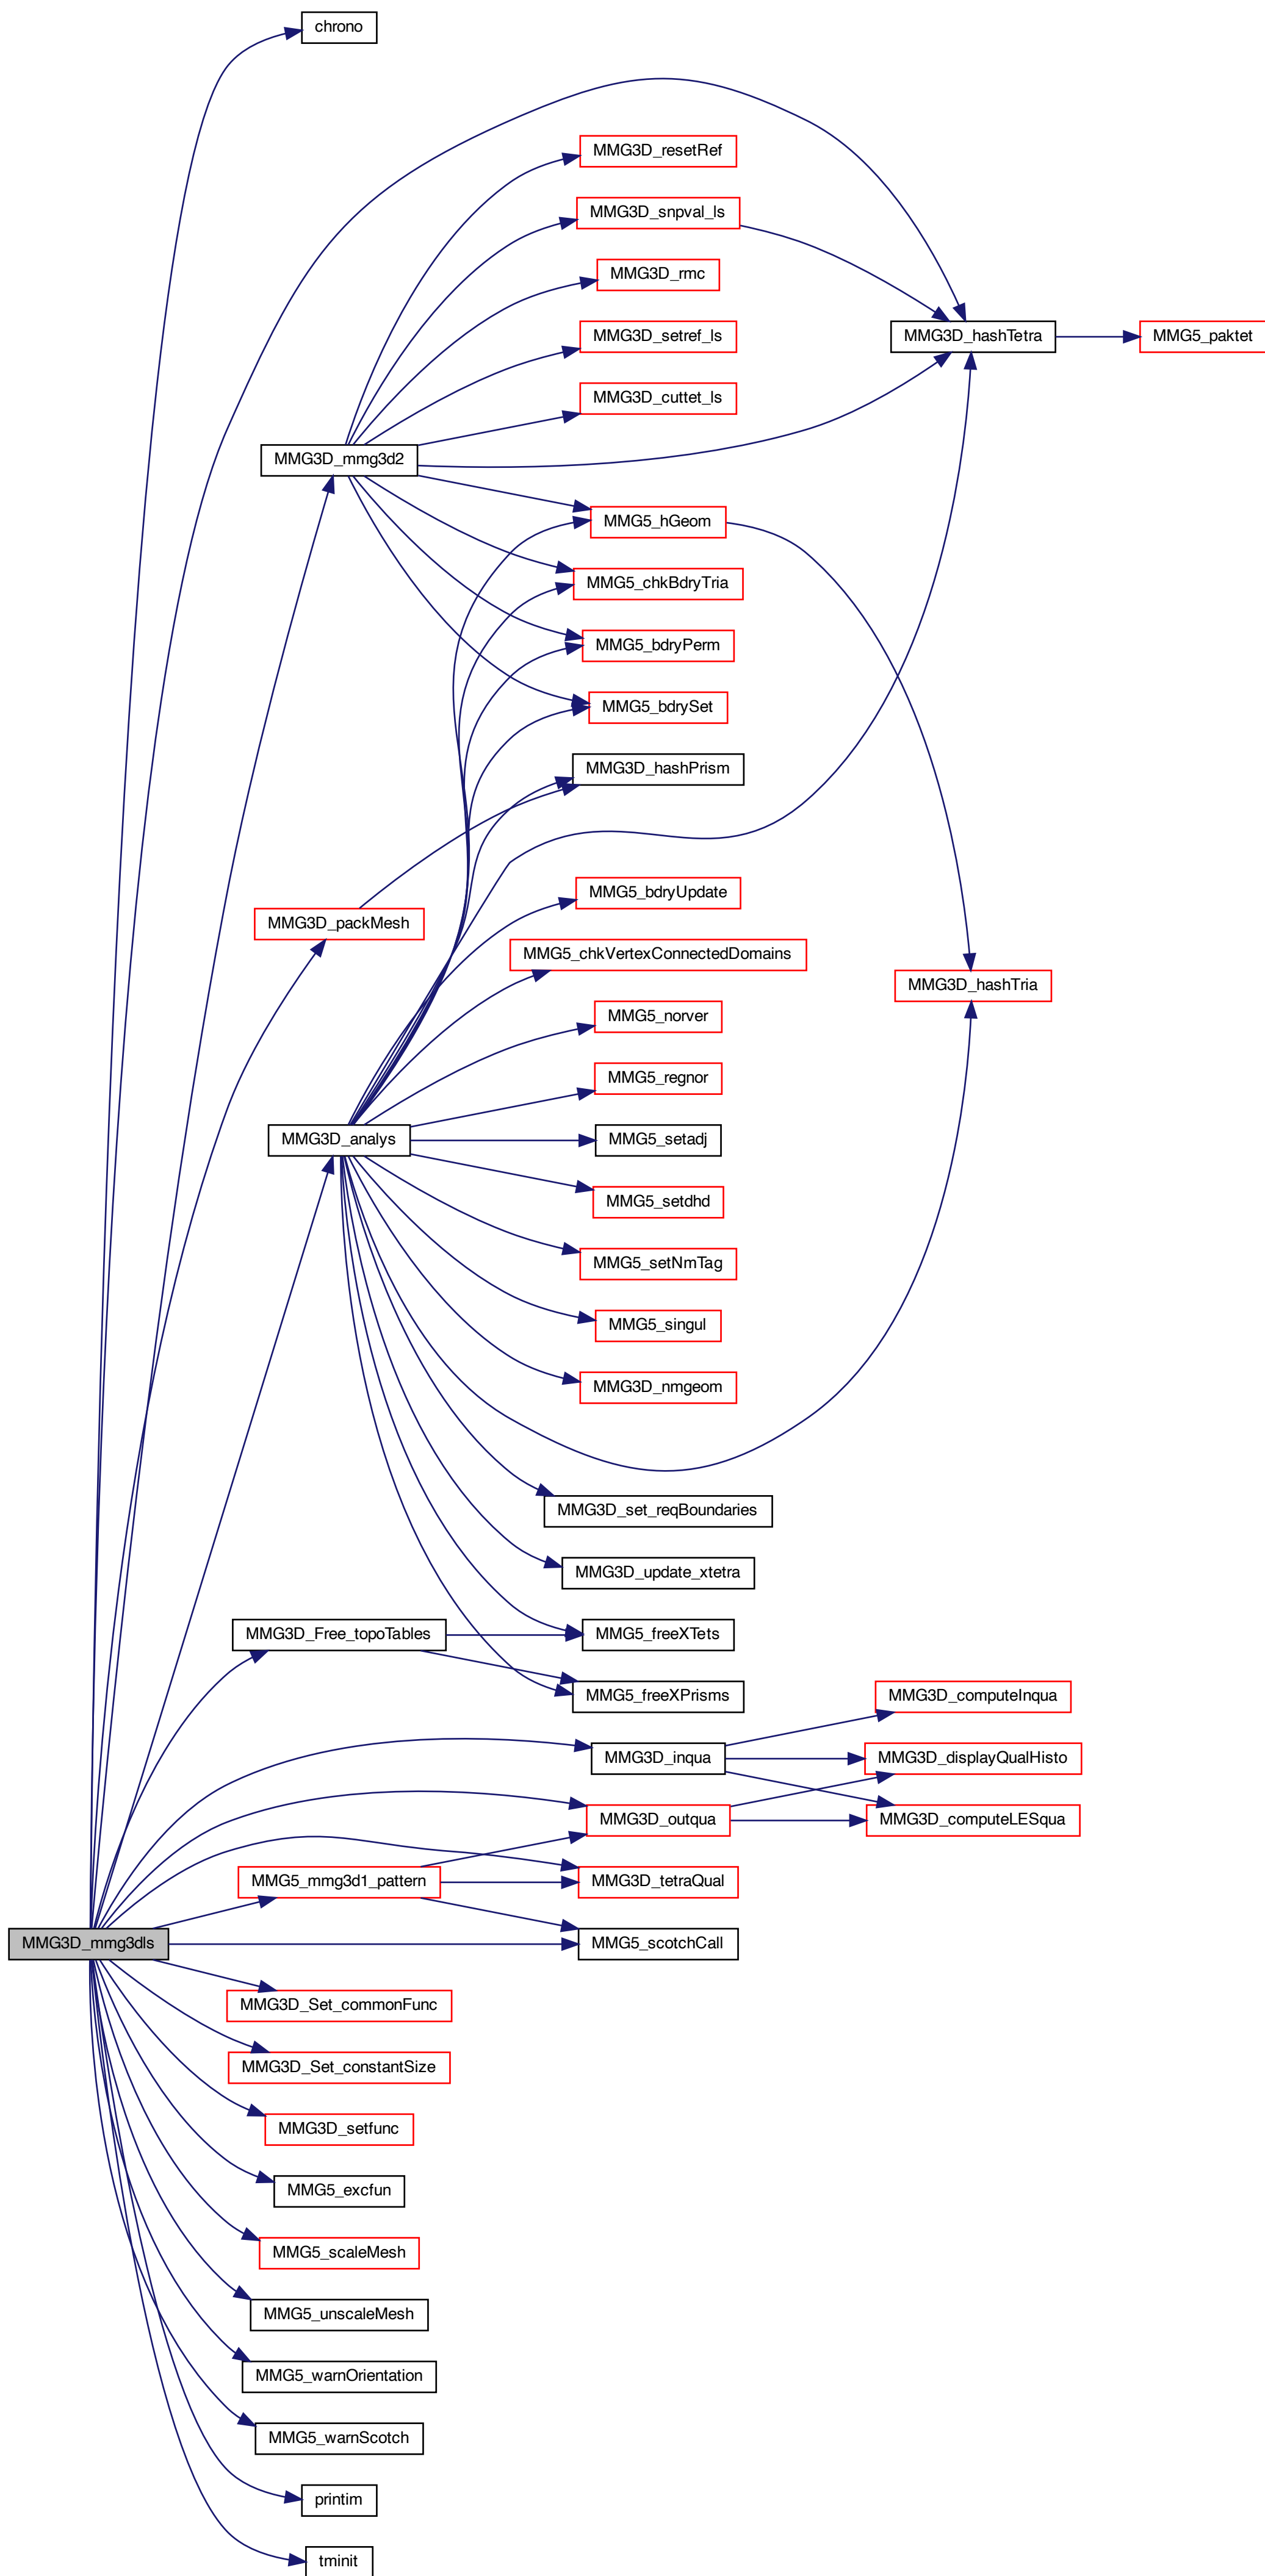 chrono
MMG3D_resetRef
MMG3D_snpval_ls
MMG3D_rmc
MMG3D_setref_ls
MMG3D_hashTetra
MMG5_paktet
MMG3D_cuttet_ls
MMG3D_mmg3d2
MMG5_hGeom
MMG5_chkBdryTria
MMG5_bdryPerm
MMG5_bdrySet
MMG3D_hashPrism
MMG5_bdryUpdate
MMG3D_packMesh
MMG5_chkVertexConnectedDomains
MMG3D_hashTria
MMG5_norver
MMG5_regnor
MMG3D_analys
MMG5_setadj
MMG5_setdhd
MMG5_setNmTag
MMG5_singul
MMG3D_nmgeom
MMG3D_set_reqBoundaries
MMG3D_update_xtetra
MMG3D_Free_topoTables
MMG5_freeXTets
MMG5_freeXPrisms
MMG3D_computeInqua
MMG3D_inqua
MMG3D_displayQualHisto
MMG3D_outqua
MMG3D_computeLESqua
MMG5_mmg3d1_pattern
MMG3D_tetraQual
MMG3D_mmg3dls
MMG5_scotchCall
MMG3D_Set_commonFunc
MMG3D_Set_constantSize
MMG3D_setfunc
MMG5_excfun
MMG5_scaleMesh
MMG5_unscaleMesh
MMG5_warnOrientation
MMG5_warnScotch
printim
tminit